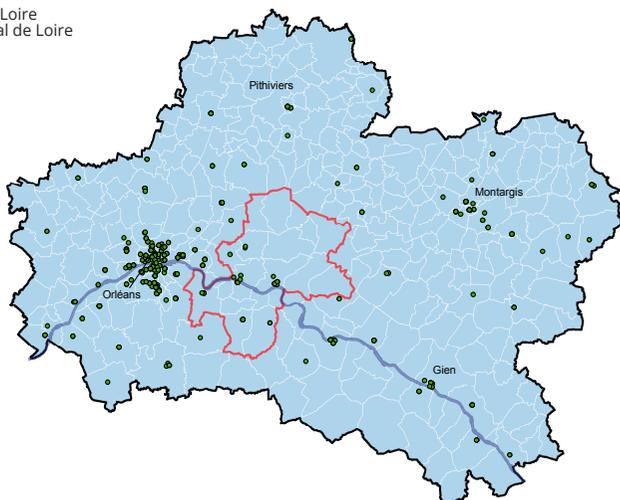 Loire
al de Loire
Pithiviers
Montargis
Orléans
Gien